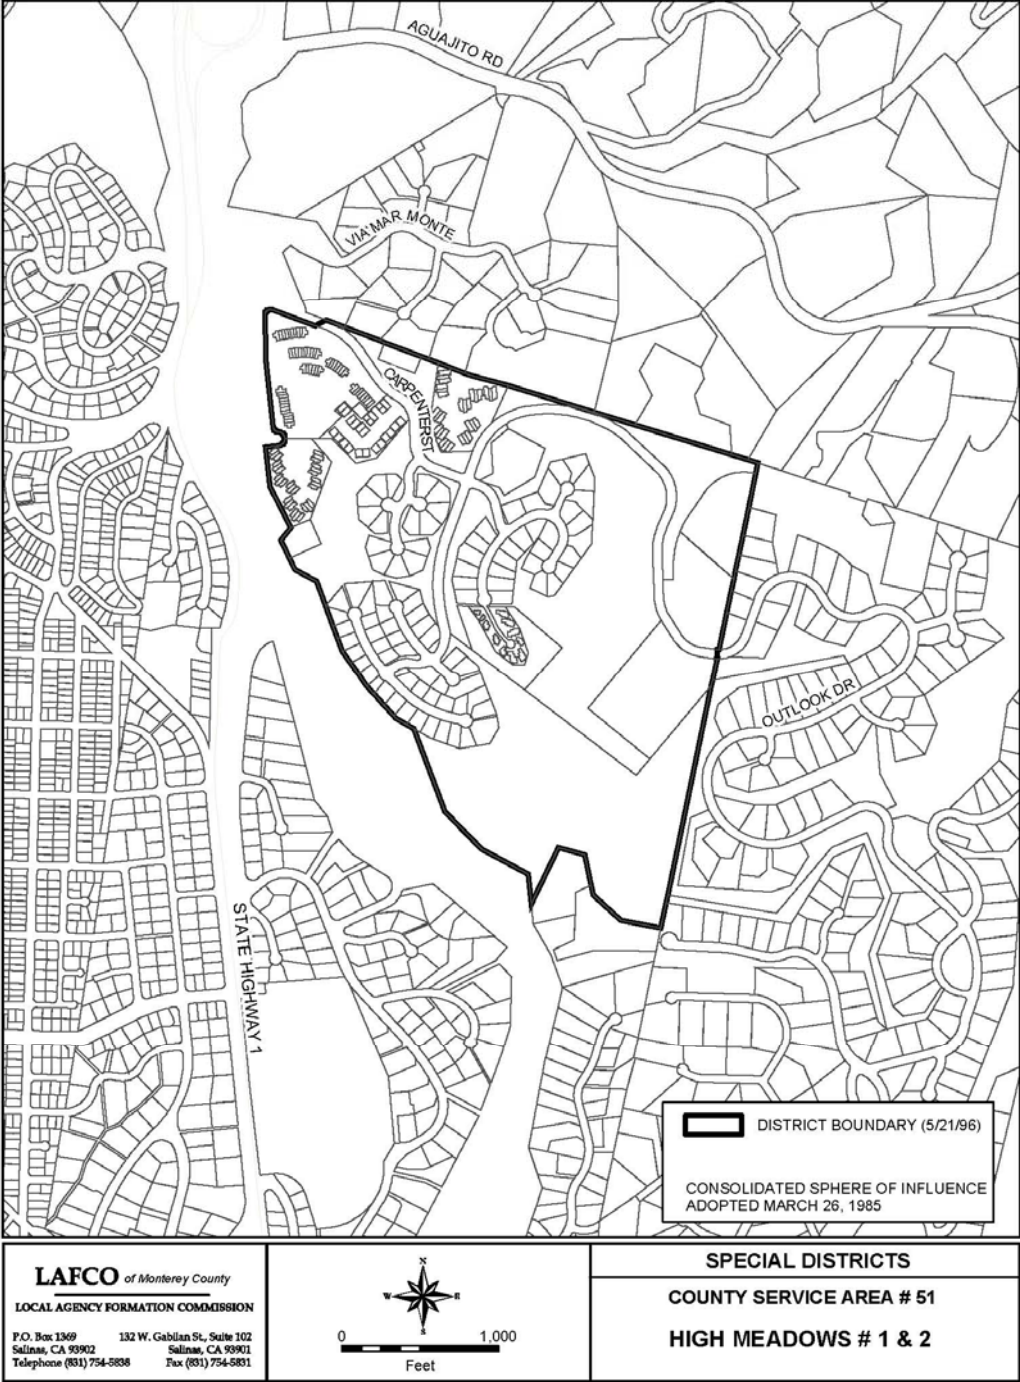 AGUAJITO RD
VIA MAR MONTE
CARPENTER ST
OUTLOOK DR
STATE HIGHWAY 1
DISTRICT BOUNDARY (5/21/96)
CONSOLIDATED SPHERE OF INFLUENCE
ADOPTED MARCH 26, 1985
LAFCO of Monterey County
LOCAL AGENCY FORMATION COMMISSION
P.O. Box 1369 132 W. Gabilan St., Suite 102
Salinas, CA 93902 Salinas, CA 93901
Telephone (831) 754-5838 Fax (831) 754-5831
N
W E
S
0 1,000
Feet
SPECIAL DISTRICTS
COUNTY SERVICE AREA # 51
HIGH MEADOWS # 1 & 2